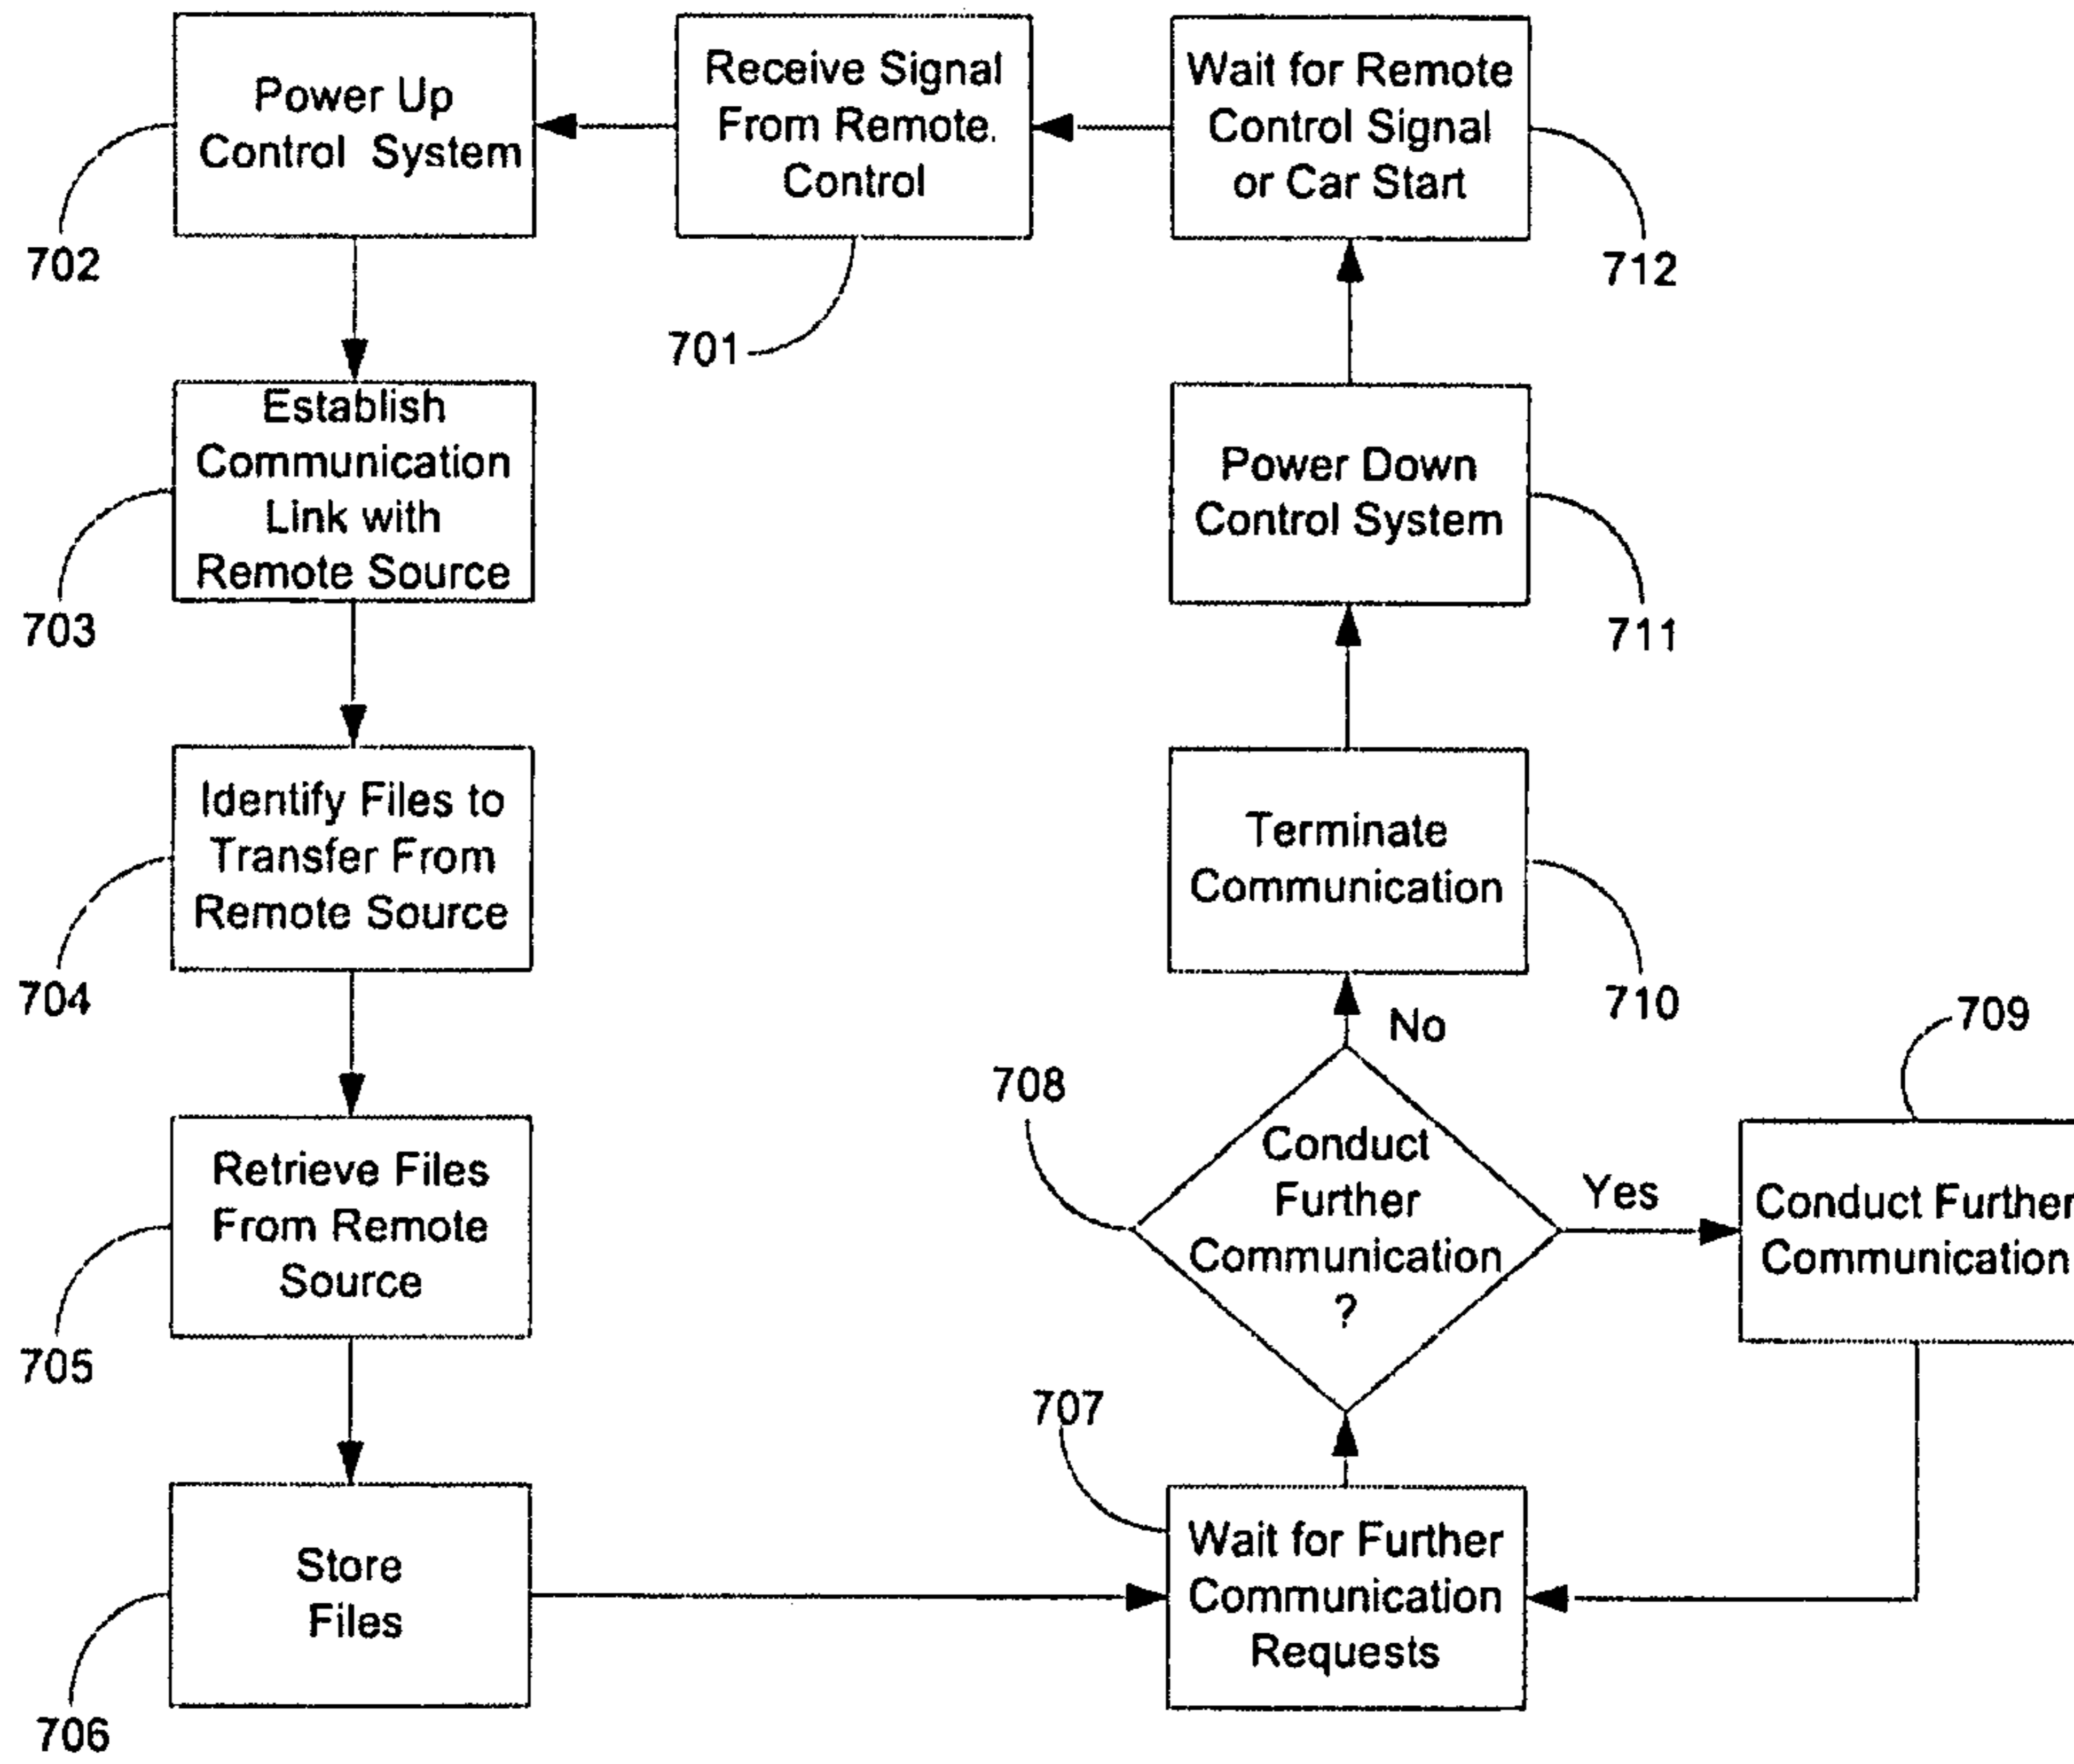 Power Up
Control System
702
Receive Signal
From Remote.
Control
701
Wait for Remote
Control Signal
or Car Start
712
Establish
Communication
Link with
Remote Source
703
Power Down
Control System
711
Identify Files to
Transfer From
Remote Source
704
Terminate
Communication
710
No
709
708
Conduct
Further
Communication
?
Yes
Conduct Further
Communication
Retrieve Files
From Remote
Source
705
707
Store
Files
706
Wait for Further
Communication
Requests